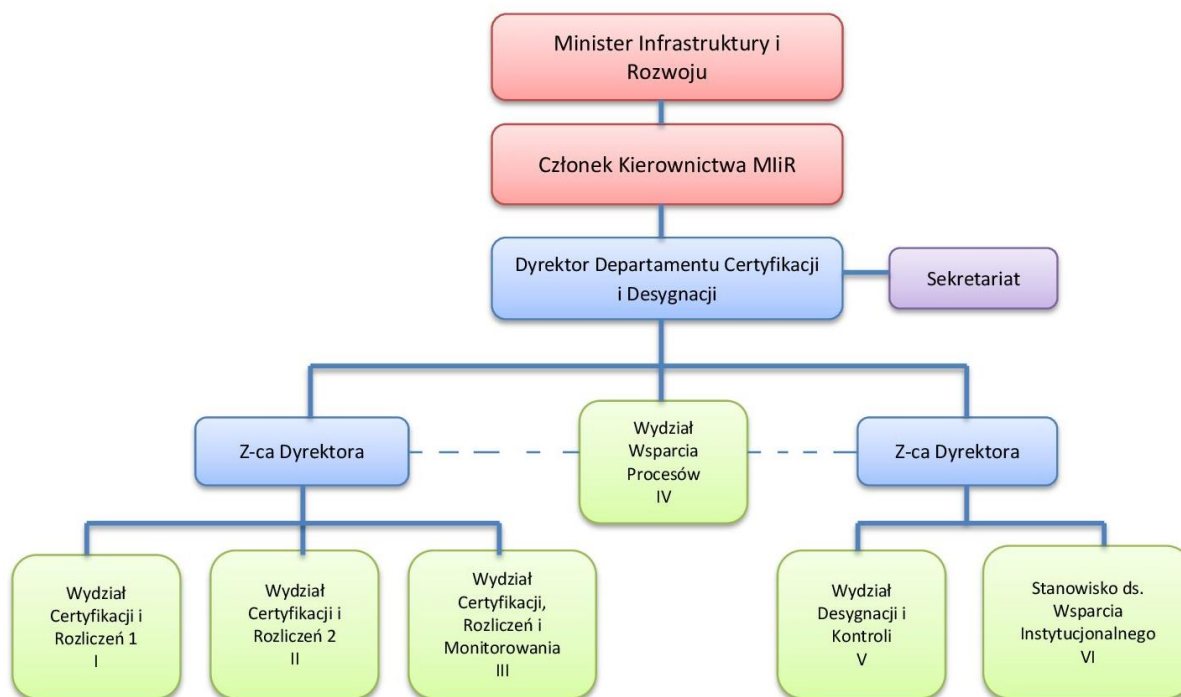 Minister Infrastruktury i
Rozwoju
Członek Kierownictwa MIiR
Dyrektor Departamentu Certyfikacji
i Desygnacji
Sekretariat
Z-ca Dyrektora
Wydział
Wsparcia
Procesów
IV
Z-ca Dyrektora
Wydział
Certyfikacji i
Rozliczeń 1
I
Wydział
Certyfikacji i
Rozliczeń 2
II
Wydział
Certyfikacji,
Rozliczeń i
Monitorowania
III
Wydział
Desygnacji i
Kontroli
V
Stanowisko ds.
Wsparcia
Instytucjonalnego
VI